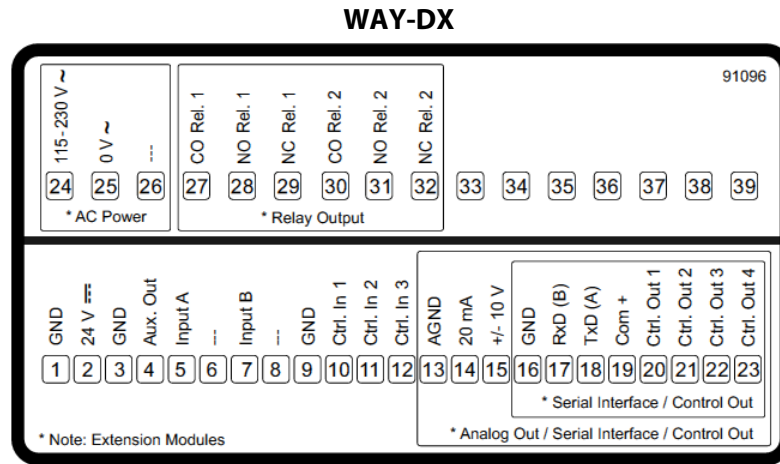 WAY-DX
91096
115-230 V ~
0 V ~
---
CO Rel. 1
NO Rel. 1
NC Rel. 1
CO Rel. 2
NO Rel. 2
NC Rel. 2
24 25 26 27 28 29 30 31 32 33 34 35 36 37 38 39
* AC Power
* Relay Output
GND
24 V ⎓
GND
Aux. Out
Input A
--
Input B
--
GND
Ctrl. In 1
Ctrl. In 2
Ctrl. In 3
AGND
20 mA
+/- 10 V
GND
RxD (B)
TxD (A)
Com +
Ctrl. Out 1
Ctrl. Out 2
Ctrl. Out 3
Ctrl. Out 4
1 2 3 4 5 6 7 8 9 10 11 12 13 14 15 16 17 18 19 20 21 22 23
* Serial Interface / Control Out
* Note: Extension Modules
* Analog Out / Serial Interface / Control Out